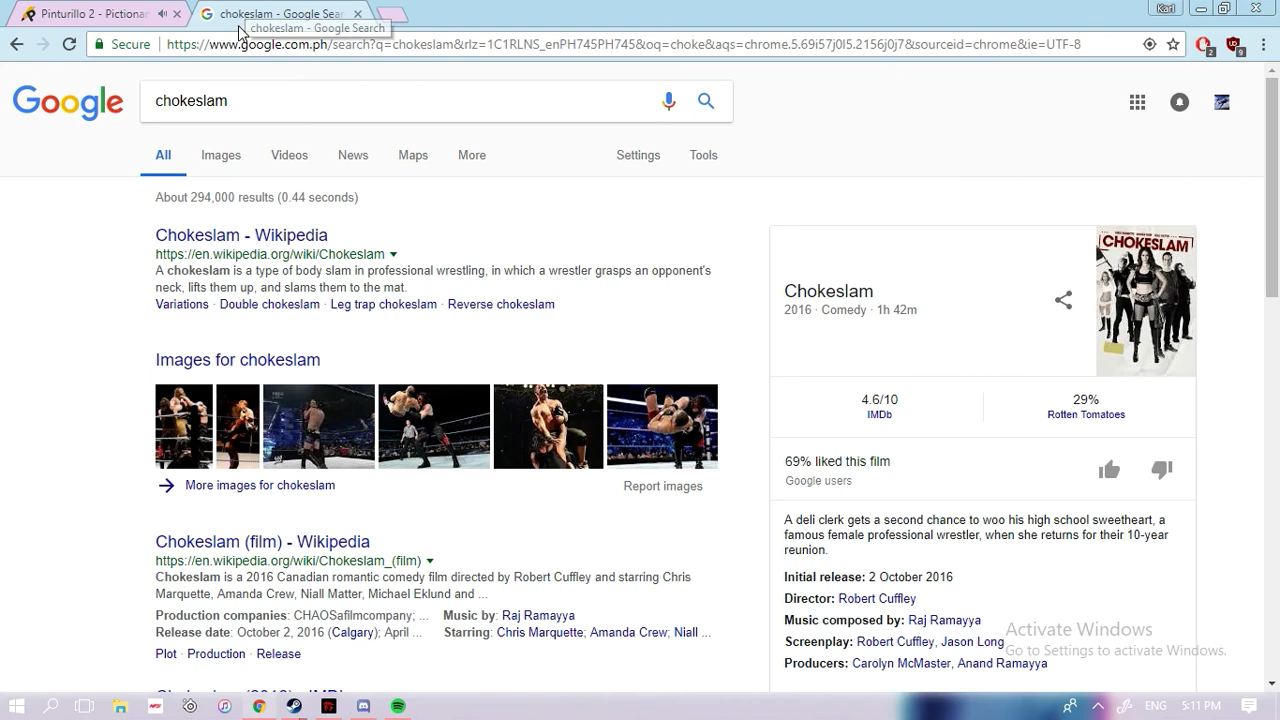 Pinturillo 2 - Pictionar
chokeslam - Google Sear
Karl
chokeslam - Google Search
Secure
https://www.google.com.ph/search?q=chokeslam&rlz=1C1RLNS_enPH745PH745&oq=choke&aqs=chrome.5.69i57j0l5.2156j0j7&sourceid=chrome&ie=UTF-8
2
9
Google
chokeslam
All Images Videos News Maps More Settings Tools
About 294,000 results (0.44 seconds)
Chokeslam - Wikipedia
https://en.wikipedia.org/wiki/Chokeslam
A chokeslam is a type of body slam in professional wrestling, in which a wrestler grasps an opponent's
neck, lifts them up, and slams them to the mat.
Variations · Double chokeslam · Leg trap chokeslam · Reverse chokeslam
Images for chokeslam
More images for chokeslam
Report images
Chokeslam (film) - Wikipedia
https://en.wikipedia.org/wiki/Chokeslam_(film)
Chokeslam is a 2016 Canadian romantic comedy film directed by Robert Cuffley and starring Chris
Marquette, Amanda Crew, Niall Matter, Michael Eklund and ...
Production companies: CHAOSafilmcompany; ... Music by: Raj Ramayya
Release date: October 2, 2016 (Calgary); April ... Starring: Chris Marquette; Amanda Crew; Niall ...
Plot · Production · Release
CHOKESLAM
Chokeslam
2016 · Comedy · 1h 42m
4.6/10 29%
IMDb Rotten Tomatoes
69% liked this film
Google users
A deli clerk gets a second chance to woo his high school sweetheart, a
famous female professional wrestler, when she returns for their 10-year
reunion.
Initial release: 2 October 2016
Director: Robert Cuffley
Music composed by: Raj Ramayya
Screenplay: Robert Cuffley, Jason Long
Producers: Carolyn McMaster, Anand Ramayya
Activate Windows
Go to Settings to activate Windows.
ENG 5:11 PM